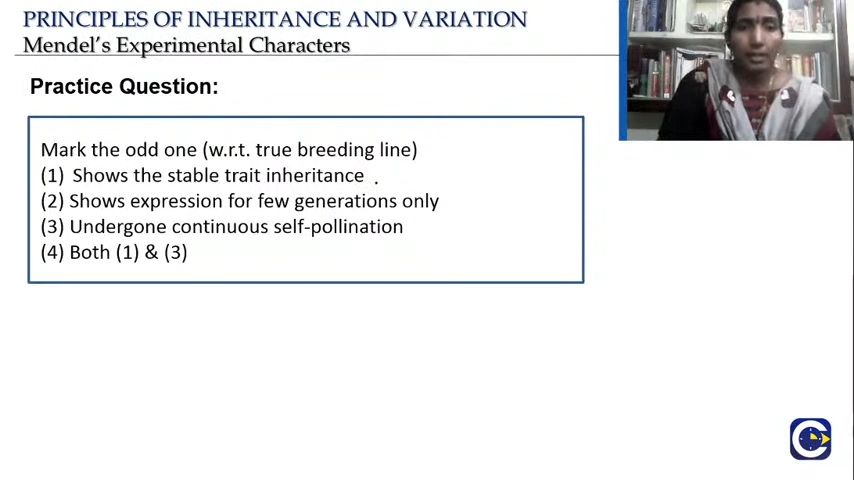 PRINCIPLES OF INHERITANCE AND VARIATION
Mendel's Experimental Characters
Practice Question:
Mark the odd one (w.r.t. true breeding line)
(1) Shows the stable trait inheritance
(2) Shows expression for few generations only
(3) Undergone continuous self-pollination
(4) Both (1) & (3)